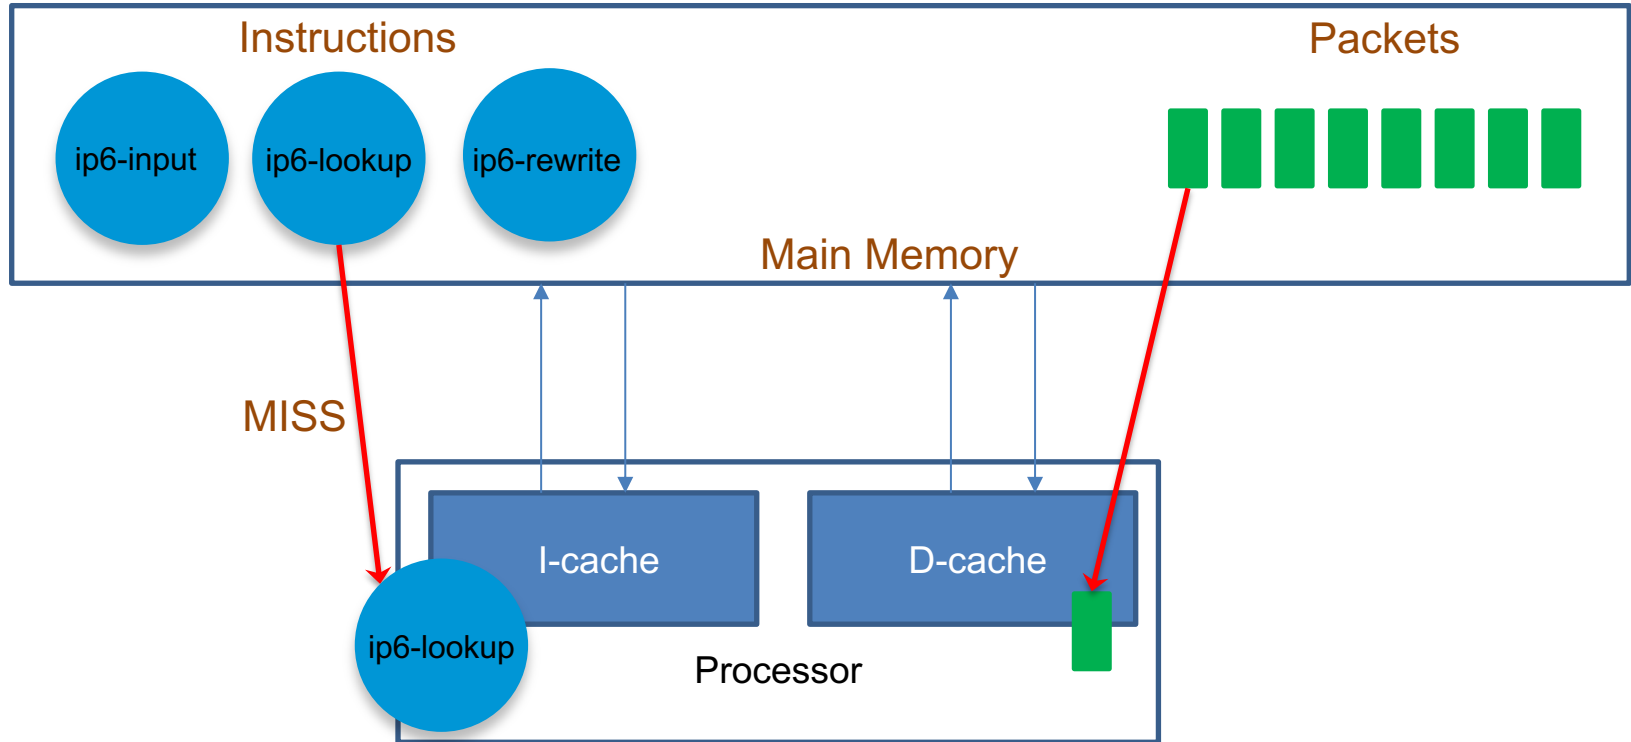 Instructions
Packets
ip6-input
ip6-lookup
ip6-rewrite
Main Memory
MISS
I-cache
D-cache
ip6-lookup
Processor